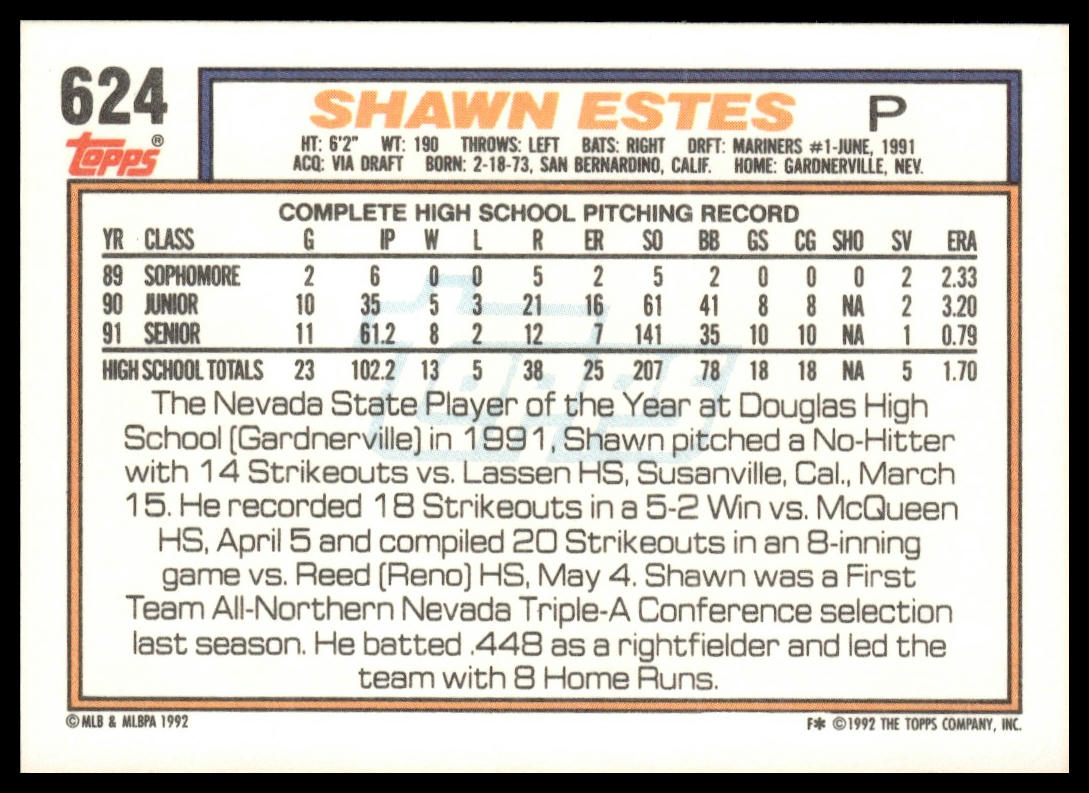 624
Topps®
SHAWN ESTES P
HT: 6'2" WT: 190 THROWS: LEFT BATS: RIGHT DRFT: MARINERS #1-JUNE, 1991
ACQ: VIA DRAFT BORN: 2-18-73, SAN BERNARDINO, CALIF. HOME: GARDNERVILLE, NEV.
COMPLETE HIGH SCHOOL PITCHING RECORD
YR CLASS G IP W L R ER SO BB GS CG SHO SV ERA
89 SOPHOMORE 2 6 0 0 5 2 5 2 0 0 0 2 2.33
90 JUNIOR 10 35 5 3 21 16 61 41 8 8 NA 2 3.20
91 SENIOR 11 61.2 8 2 12 7 141 35 10 10 NA 1 0.79
HIGH SCHOOL TOTALS 23 102.2 13 5 38 25 207 78 18 18 NA 5 1.70
Topps
The Nevada State Player of the Year at Douglas High
School (Gardnerville) in 1991, Shawn pitched a No-Hitter
with 14 Strikeouts vs. Lassen HS, Susanville, Cal., March
15. He recorded 18 Strikeouts in a 5-2 Win vs. McQueen
HS, April 5 and compiled 20 Strikeouts in an 8-inning
game vs. Reed (Reno) HS, May 4. Shawn was a First
Team All-Northern Nevada Triple-A Conference selection
last season. He batted .448 as a rightfielder and led the
team with 8 Home Runs.
© MLB & MLBPA 1992
F✻ ©1992 THE TOPPS COMPANY, INC.